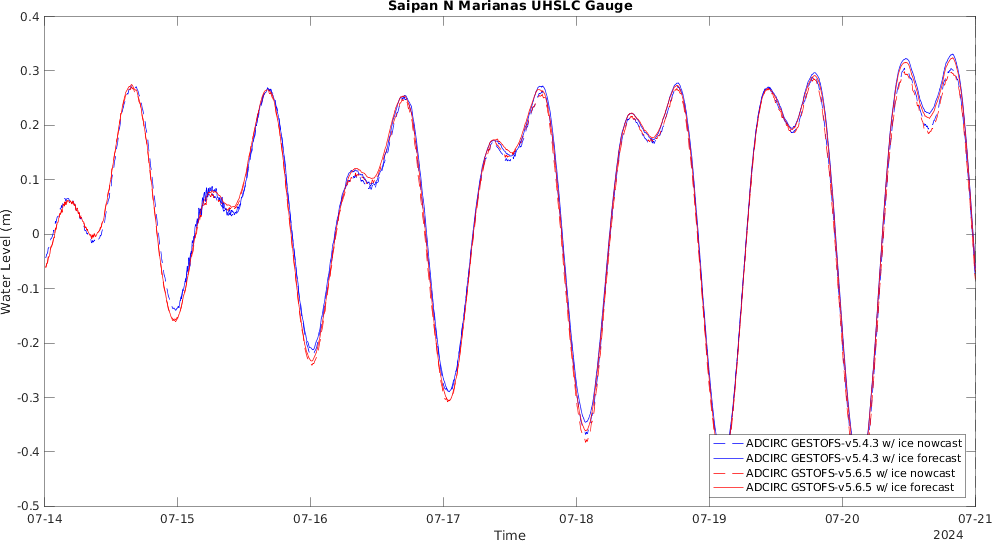 Saipan N Marianas UHSLC Gauge
0.4
0.3
0.2
0.1
0
-0.1
-0.2
-0.3
-0.4
-0.5
Water Level (m)
ADCIRC GESTOFS-v5.4.3 w/ ice nowcast
ADCIRC GESTOFS-v5.4.3 w/ ice forecast
ADCIRC GSTOFS-v5.6.5 w/ ice nowcast
ADCIRC GSTOFS-v5.6.5 w/ ice forecast
07-14 07-15 07-16 07-17 07-18 07-19 07-20 07-21
Time
2024